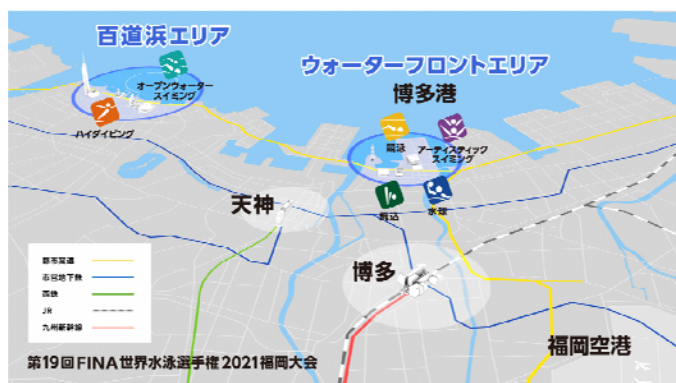 百道浜エリア
オープンウォーター
スイミング
ハイダイビング
ウォーターフロントエリア
博多港
競泳
アーティスティック
スイミング
飛込
水球
天神
博多
福岡空港
都市高速
市営地下鉄
西鉄
JR
九州新幹線
第19回FINA世界水泳選手権2021福岡大会